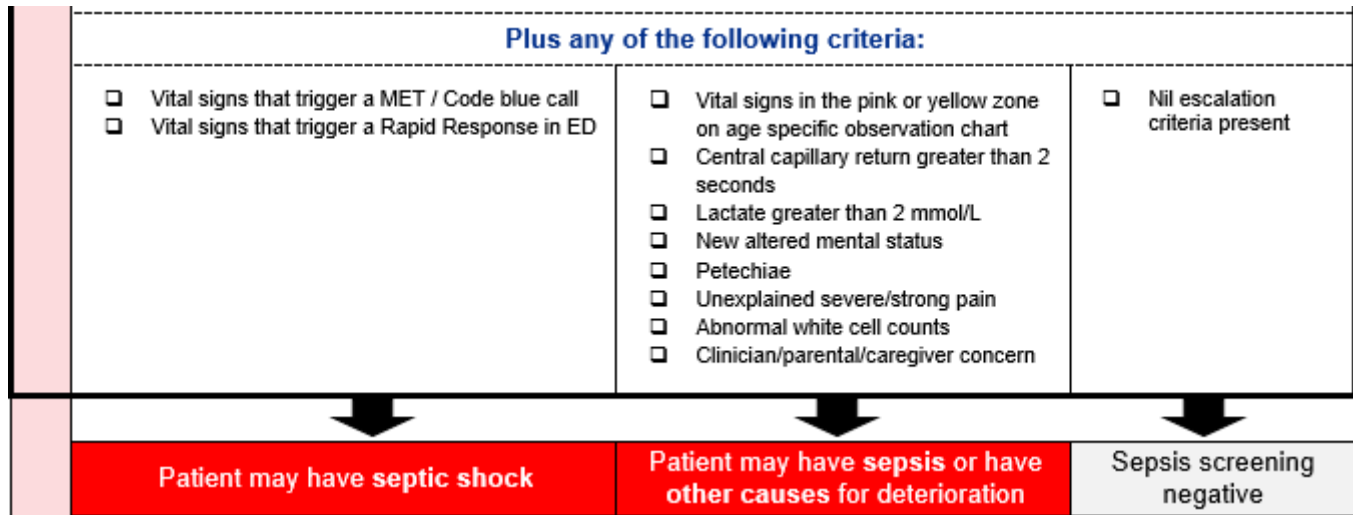 Plus any of the following criteria:
❑ Vital signs that trigger a MET / Code blue call
❑ Vital signs that trigger a Rapid Response in ED
❑ Vital signs in the pink or yellow zone
on age specific observation chart
❑ Central capillary return greater than 2
seconds
❑ Lactate greater than 2 mmol/L
❑ New altered mental status
❑ Petechiae
❑ Unexplained severe/strong pain
❑ Abnormal white cell counts
❑ Clinician/parental/caregiver concern
❑ Nil escalation
criteria present
Patient may have septic shock
Patient may have sepsis or have
other causes for deterioration
Sepsis screening
negative